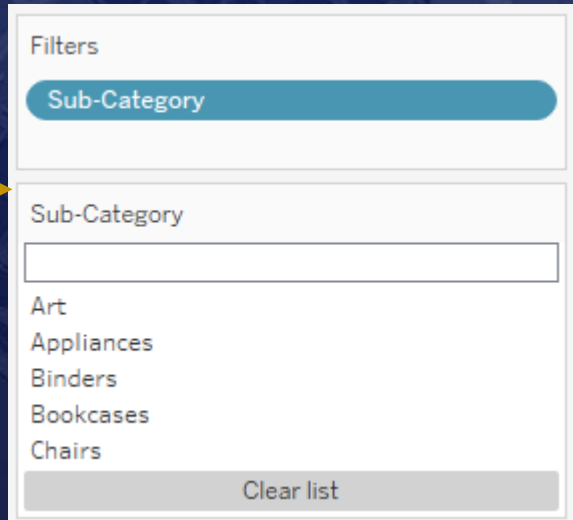 Filters
Sub-Category
Sub-Category
Art
Appliances
Binders
Bookcases
Chairs
Clear list